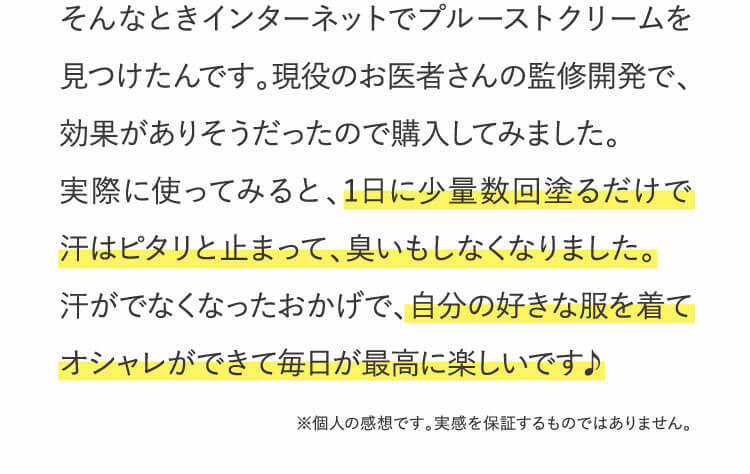 そんなときインターネットでプルーストクリームを
見つけたんです。現役のお医者さんの監修開発で、
効果がありそうだったので購入してみました。
実際に使ってみると、1日に少量数回塗るだけで
汗はピタリと止まって、臭いもしなくなりました。
汗がでなくなったおかげで、自分の好きな服を着て
オシャレができて毎日が最高に楽しいです♪
※個人の感想です。実感を保証するものではありません。